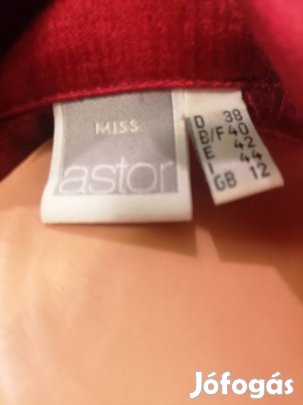 MISS
astor
D 38
B/F 40
E 42
I 44
GB 12
Jófogás